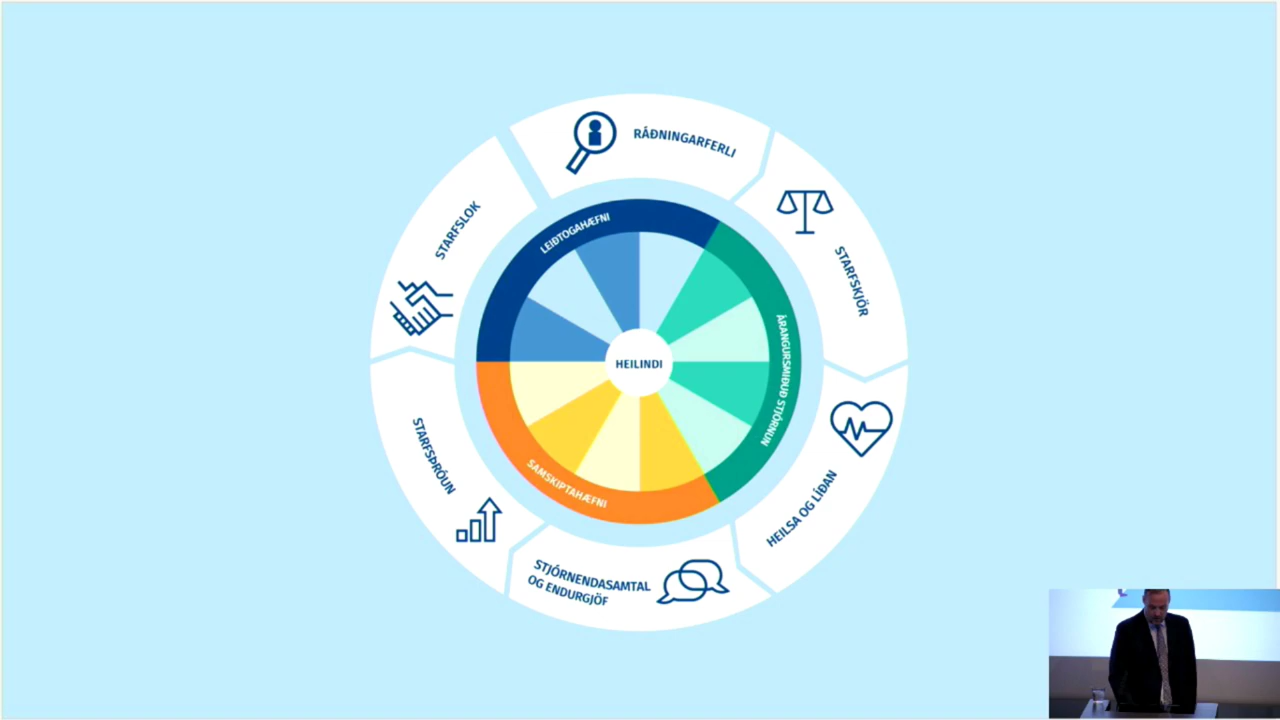 RÁÐNINGARFERLI
STARFSKJÖR
HEILSA OG LÍÐAN
STJÓRNENDASAMTAL
OG ENDURGJÖF
STARFSÞRÓUN
STARFSLOK
LEIÐTOGAHÆFNI
ÁRANGURSMIÐUÐ STJÓRNUN
SAMSKIPTAHÆFNI
HEILINDI